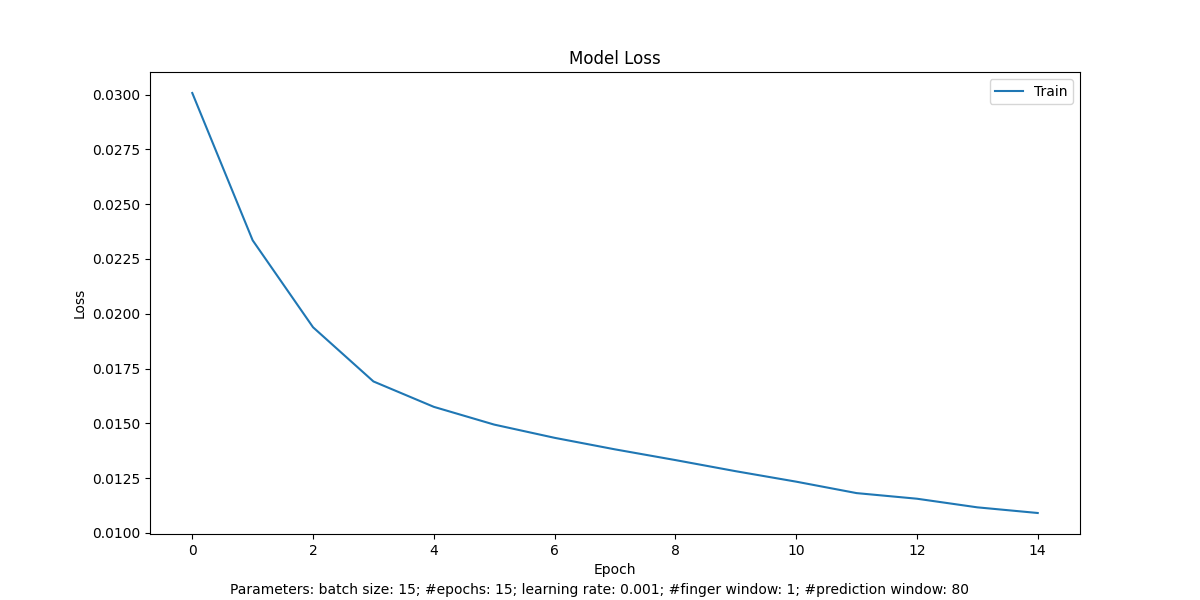 Model Loss
Train
0.0300
0.0275
0.0250
0.0225
0.0200
0.0175
0.0150
0.0125
0.0100
Loss
0 2 4 6 8 10 12 14
Epoch
Parameters: batch size: 15; #epochs: 15; learning rate: 0.001; #finger window: 1; #prediction window: 80